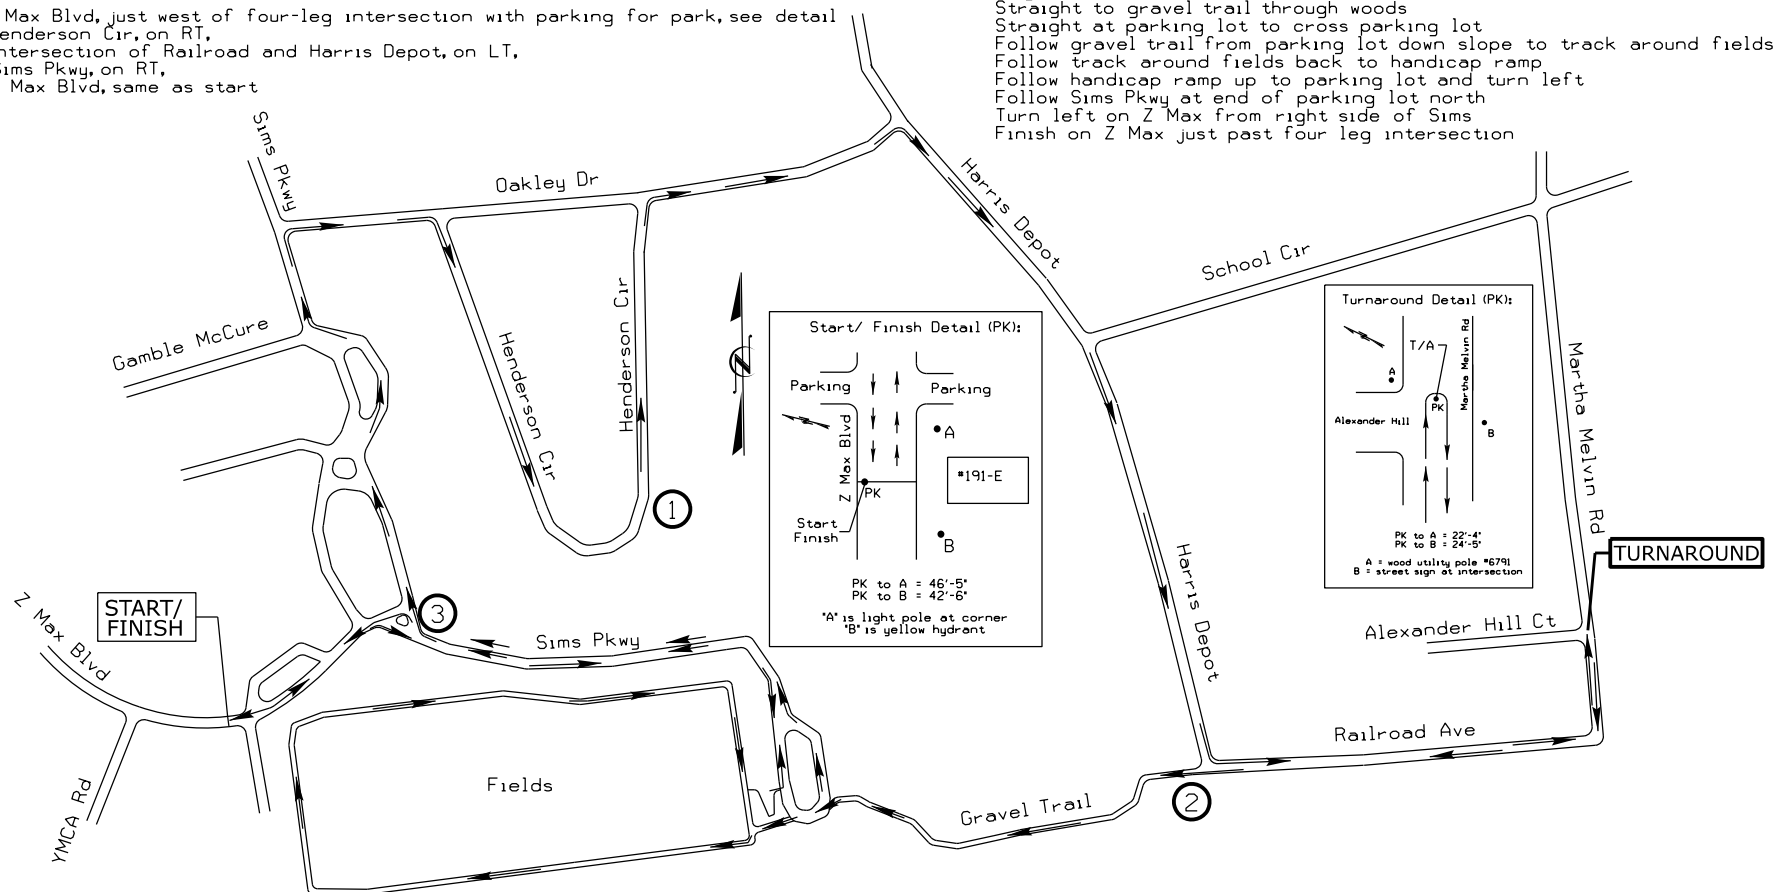 Max Blvd, just west of four-leg intersection with parking for park, see detail
enderson Cir, on RT,
ntersection of Railroad and Harris Depot, on LT,
Sims Pkwy, on RT,
Max Blvd, same as start
Straight to gravel trail through woods
Straight at parking lot to cross parking lot
Follow gravel trail from parking lot down slope to track around fields
Follow track around fields back to handicap ramp
Follow handicap ramp up to parking lot and turn left
Follow Sims Pkwy at end of parking lot north
Turn left on Z Max from right side of Sims
Finish on Z Max just past four leg intersection
Sims Pkwy
Oakley Dr
Harris Depot
School Cir
Gamble McCure
Henderson Cir
Henderson Cir
N
Start/ Finish Detail (PK):
Parking
Parking
Z Max Blvd
A
#191-E
PK
Start
Finish
B
PK to A = 46'-5"
PK to B = 42'-6"
"A" is light pole at corner
"B" is yellow hydrant
Turnaround Detail (PK):
T/A
Martha Melvin Rd
A
PK
Alexander Hill
B
PK to A = 22'-4"
PK to B = 24'-5"
A = wood utility pole #6791
B = street sign at intersection
Martha Melvin Rd
1
TURNAROUND
Harris Depot
Z Max Blvd
START/
FINISH
3
Sims Pkwy
Alexander Hill Ct
Railroad Ave
YMCA Rd
Fields
Gravel Trail
2